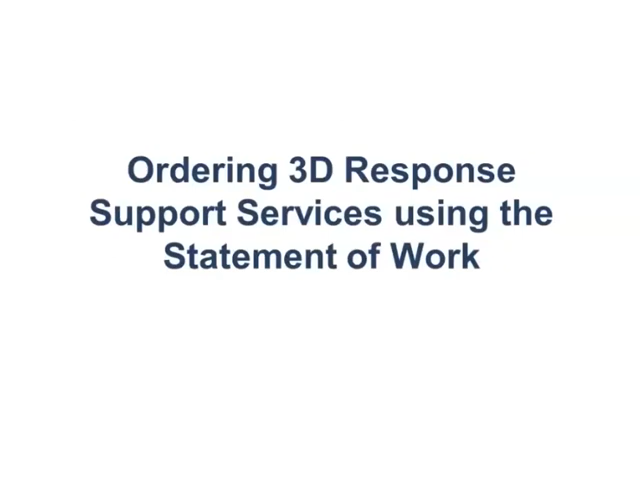 Ordering 3D Response
Support Services using the
Statement of Work